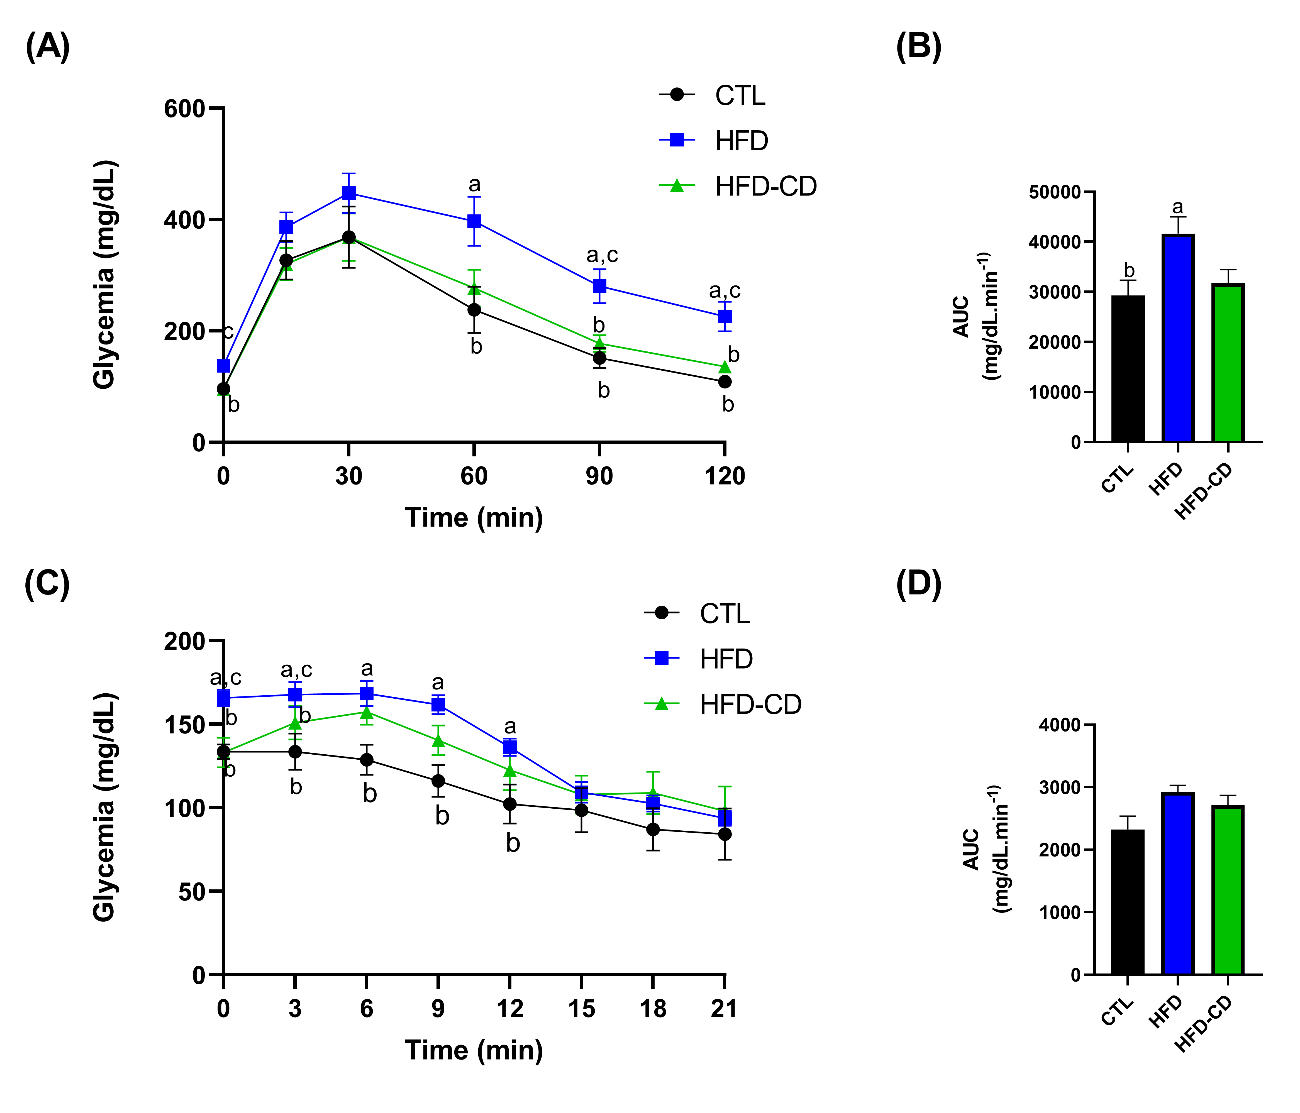 (A)
CTL
HFD
HFD-CD
Glycemia (mg/dL)
600
400
200
0
a
a,c
a,c
c
b
b
b
b
b
b
0 30 60 90 120
Time (min)
(B)
AUC
(mg/dL.min⁻¹)
50000
40000
30000
20000
10000
0
a
b
CTL
HFD
HFD-CD
(C)
CTL
HFD
HFD-CD
Glycemia (mg/dL)
200
150
100
50
0
a,c
a,c
a
a
a
b
b
b
b
b
b
b
0 3 6 9 12 15 18 21
Time (min)
(D)
AUC
(mg/dL.min⁻¹)
4000
3000
2000
1000
0
CTL
HFD
HFD-CD